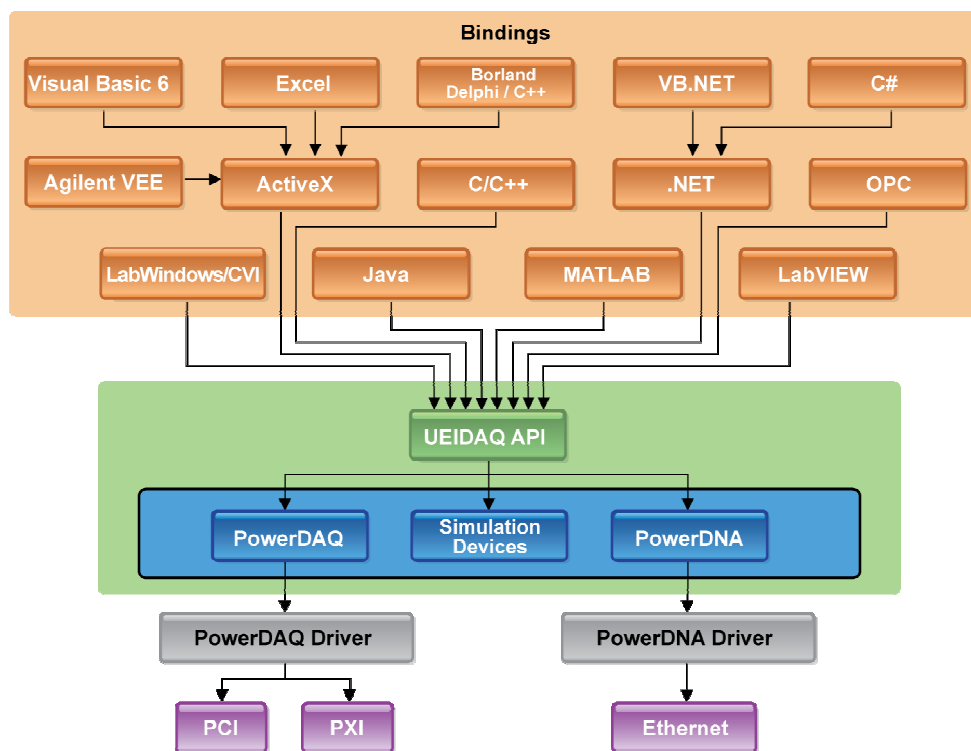 Bindings
Visual Basic 6
Excel
Borland
Delphi / C++
VB.NET
C#
Agilent VEE
ActiveX
C/C++
.NET
OPC
LabWindows/CVI
Java
MATLAB
LabVIEW
UEIDAQ API
PowerDAQ
Simulation
Devices
PowerDNA
PowerDAQ Driver
PowerDNA Driver
PCI
PXI
Ethernet